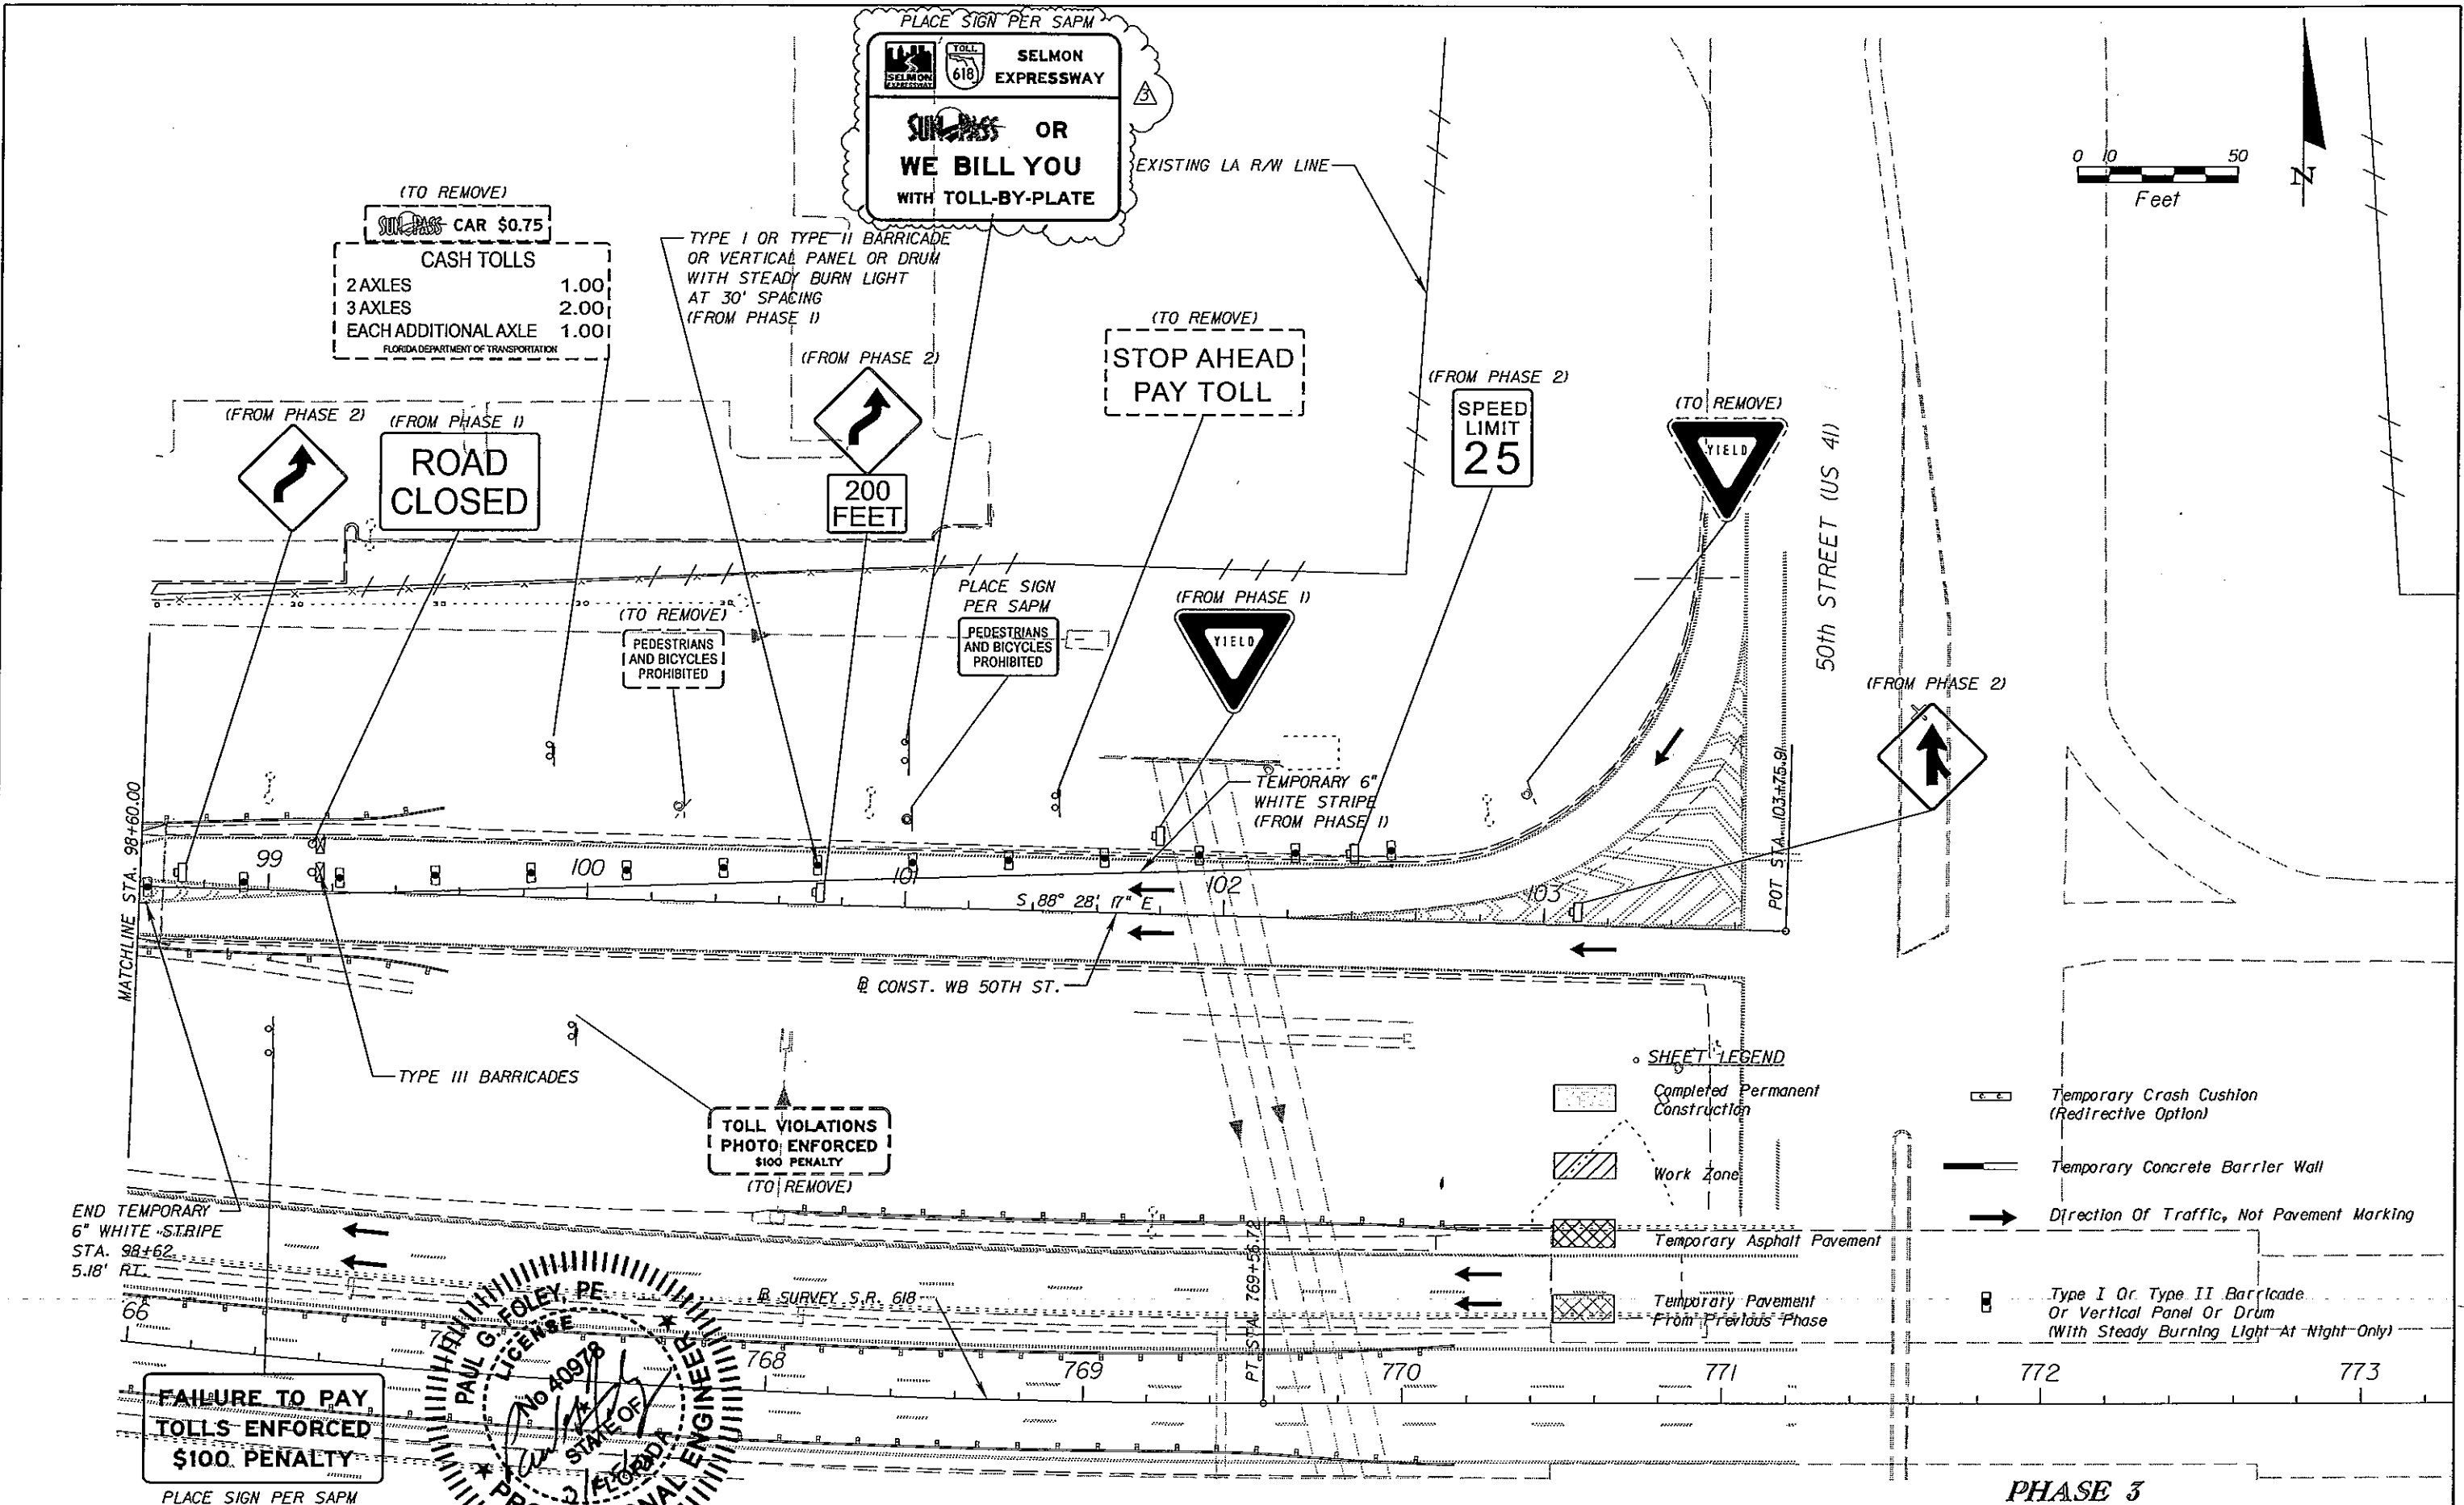 PLACE SIGN PER SAPM
SELMON
EXPRESSWAY
TOLL
618
SELMON
EXPRESSWAY
3
SUNPASS OR
WE BILL YOU
WITH TOLL-BY-PLATE
EXISTING LA R/W LINE
0 10 50
Feet
N
(TO REMOVE)
SUNPASS CAR $0.75
CASH TOLLS
2 AXLES 1.00
3 AXLES 2.00
EACH ADDITIONAL AXLE 1.00
FLORIDA DEPARTMENT OF TRANSPORTATION
TYPE I OR TYPE II BARRICADE
OR VERTICAL PANEL OR DRUM
WITH STEADY BURN LIGHT
AT 30' SPACING
(FROM PHASE I)
(FROM PHASE 2)
200
FEET
(TO REMOVE)
STOP AHEAD
PAY TOLL
(FROM PHASE 2)
SPEED
LIMIT
25
(TO REMOVE)
YIELD
50th STREET (US 41)
(FROM PHASE 2)
(FROM PHASE I)
ROAD
CLOSED
(TO REMOVE)
PEDESTRIANS
AND BICYCLES
PROHIBITED
PLACE SIGN
PER SAPM
PEDESTRIANS
AND BICYCLES
PROHIBITED
(FROM PHASE I)
YIELD
(FROM PHASE 2)
TEMPORARY 6"
WHITE STRIPE
(FROM PHASE I)
MATCHLINE STA. 98+60.00
POT STA. 103+75.91
99
100
101
102
103
S 88° 28' 17" E
℄ CONST. WB 50TH ST.
TYPE III BARRICADES
TOLL VIOLATIONS
PHOTO ENFORCED
$100 PENALTY
(TO REMOVE)
SHEET LEGEND
Completed Permanent
Construction
Work Zone
Temporary Asphalt Pavement
Temporary Pavement
From Previous Phase
Temporary Crash Cushion
(Redirective Option)
Temporary Concrete Barrier Wall
Direction Of Traffic, Not Pavement Marking
Type I Or Type II Barricade
Or Vertical Panel Or Drum
(With Steady Burning Light At Night Only)
END TEMPORARY
6" WHITE STRIPE
STA. 98+62
5.18' RT.
℄ SURVEY S.R. 618
PT STA. 769+56.72
66
768
769
770
771
772
773
PAUL G. FOLEY, PE
LICENSE
No 40978
STATE OF
FLORIDA
PROFESSIONAL ENGINEER
FAILURE TO PAY
TOLLS ENFORCED
$100 PENALTY
PLACE SIGN PER SAPM
PHASE 3